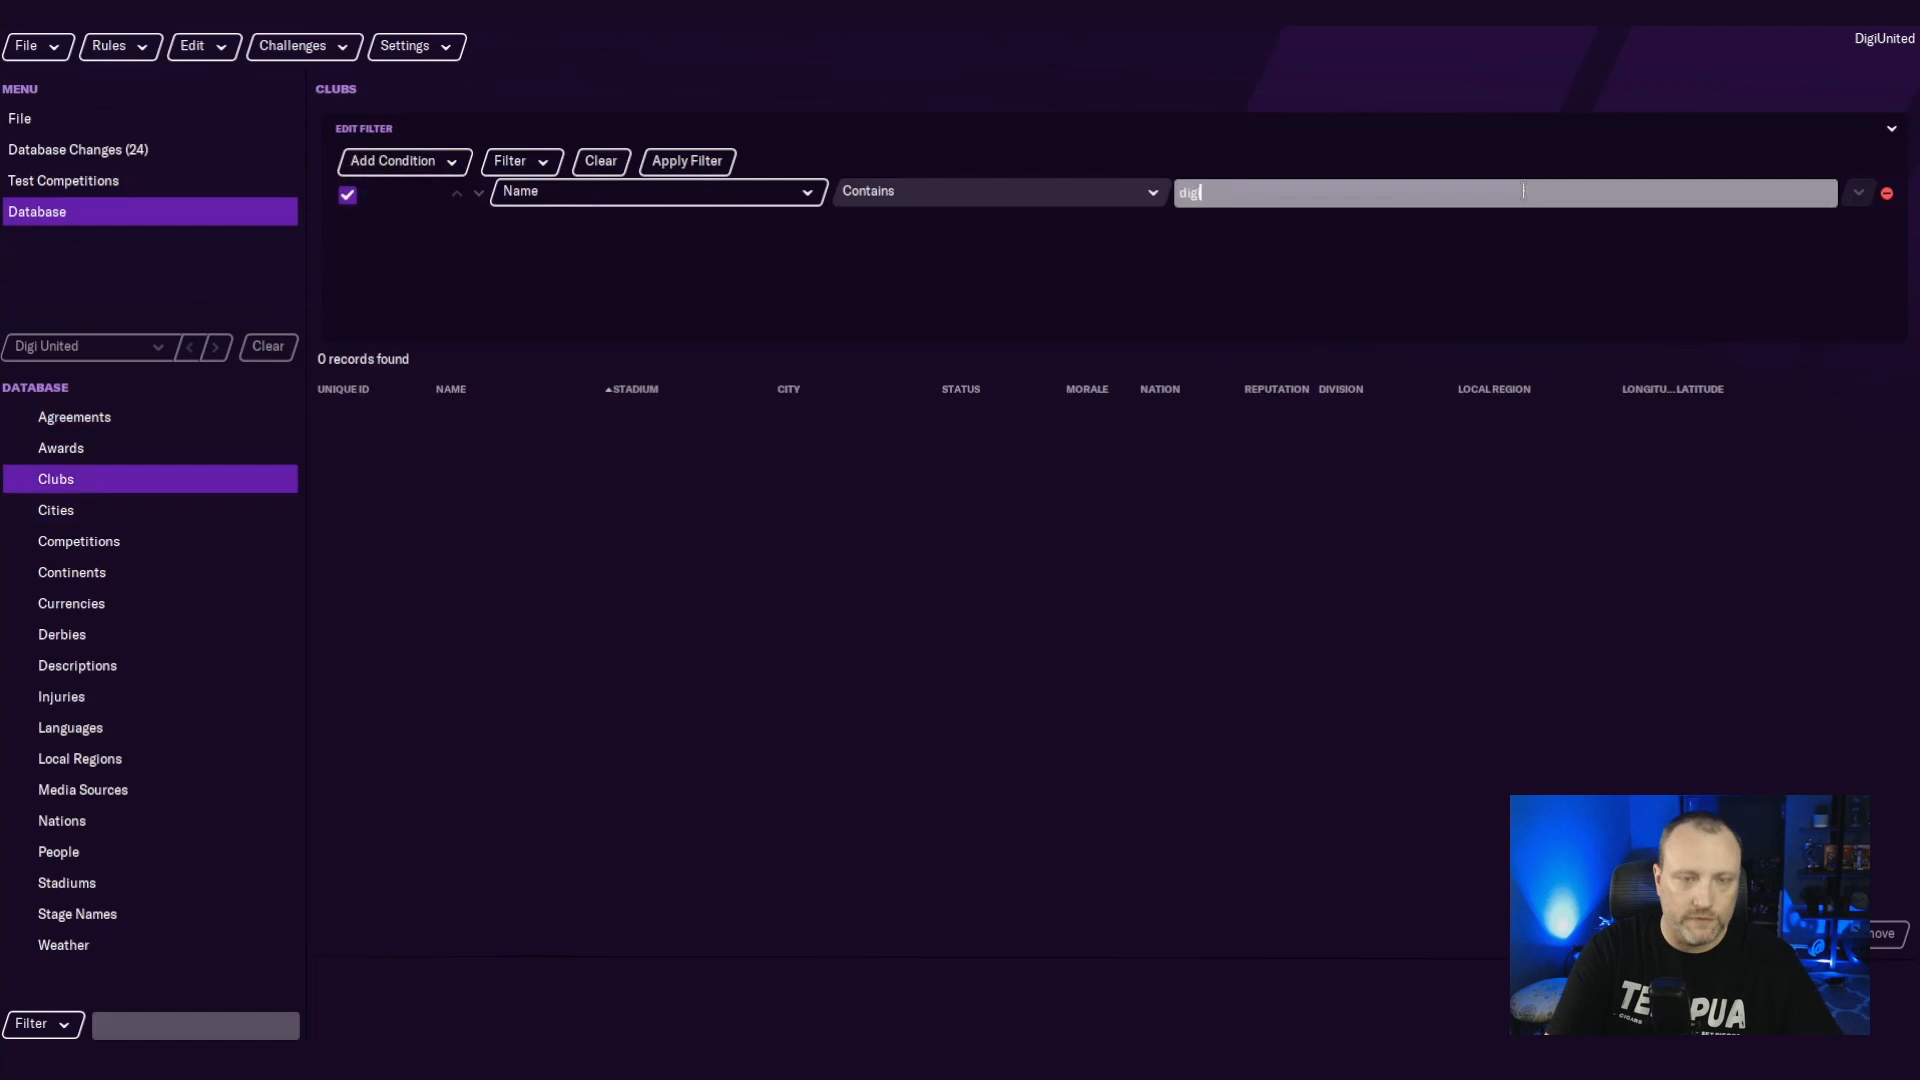 File
Rules
Edit
Challenges
Settings
DigiUnited
MENU
CLUBS
File
EDIT FILTER
Database Changes (24)
Add Condition
Filter
Clear
Apply Filter
Test Competitions
Name
Contains
digi
Database
Digi United
Clear
0 records found
DATABASE
UNIQUE ID
NAME
STADIUM
CITY
STATUS
MORALE
NATION
REPUTATION
DIVISION
LOCAL REGION
LONGITU...
LATITUDE
Agreements
Awards
Clubs
Cities
Competitions
Continents
Currencies
Derbies
Descriptions
Injuries
Languages
Local Regions
Media Sources
Nations
People
Stadiums
Stage Names
Weather
Filter
CIGARS